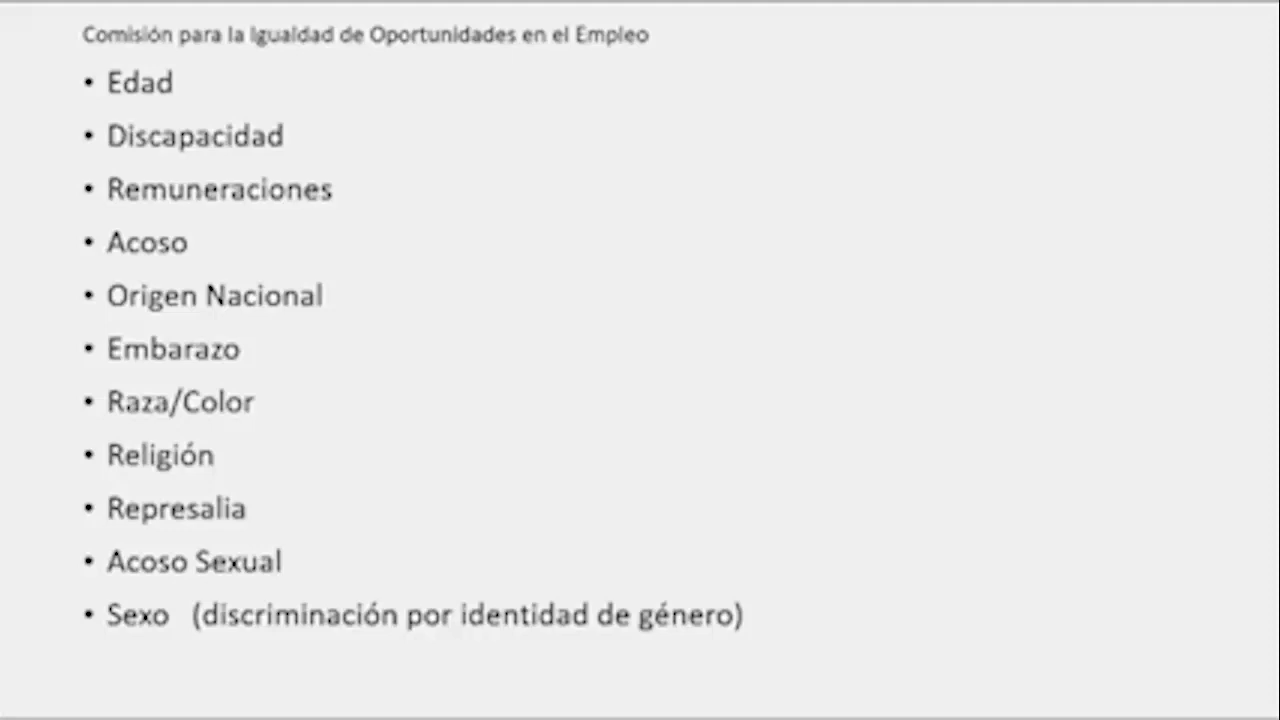 Comisión para la Igualdad de Oportunidades en el Empleo
• Edad
• Discapacidad
• Remuneraciones
• Acoso
• Origen Nacional
• Embarazo
• Raza/Color
• Religión
• Represalia
• Acoso Sexual
• Sexo (discriminación por identidad de género)